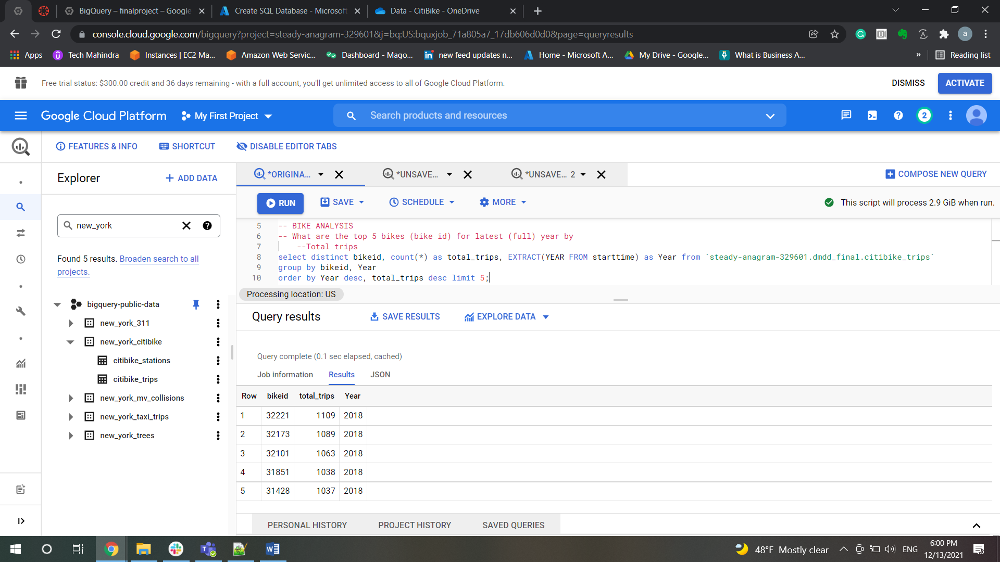 BigQuery – finalproject – Google
Create SQL Database - Microsoft
Data - CitiBike - OneDrive
console.cloud.google.com/bigquery?project=steady-anagram-329601&j=bq:US:bquxjob_71a805a7_17db606d0d0&page=queryresults
a
Apps
Tech Mahindra
Instances | EC2 Ma...
Amazon Web Servic...
Dashboard - Mago...
new feed updates n...
Home - Microsoft A...
My Drive - Google...
What is Business A...
»
Reading list
Free trial status: $300.00 credit and 36 days remaining - with a full account, you'll get unlimited access to all of Google Cloud Platform.
DISMISS
ACTIVATE
Google Cloud Platform
My First Project
Search products and resources
2
FEATURES & INFO
SHORTCUT
DISABLE EDITOR TABS
Explorer
+ ADD DATA
*ORIGINA...
*UNSAVE...
*UNSAVE... 2
COMPOSE NEW QUERY
RUN
SAVE
SCHEDULE
MORE
This script will process 2.9 GiB when run.
new_york
Found 5 results. Broaden search to all
projects.
5 -- BIKE ANALYSIS
6 -- What are the top 5 bikes (bike id) for latest (full) year by
7 --Total trips
8 select distinct bikeid, count(*) as total_trips, EXTRACT(YEAR FROM starttime) as Year from `steady-anagram-329601.dmdd_final.citibike_trips`
9 group by bikeid, Year
10 order by Year desc, total_trips desc limit 5;
Processing location: US
bigquery-public-data
new_york_311
new_york_citibike
citibike_stations
citibike_trips
new_york_mv_collisions
new_york_taxi_trips
new_york_trees
Query results
SAVE RESULTS
EXPLORE DATA
Query complete (0.1 sec elapsed, cached)
Job information
Results
JSON
Row bikeid total_trips Year
1 32221 1109 2018
2 32173 1089 2018
3 32101 1063 2018
4 31851 1038 2018
5 31428 1037 2018
PERSONAL HISTORY
PROJECT HISTORY
SAVED QUERIES
48°F Mostly clear
ENG
6:00 PM
12/13/2021